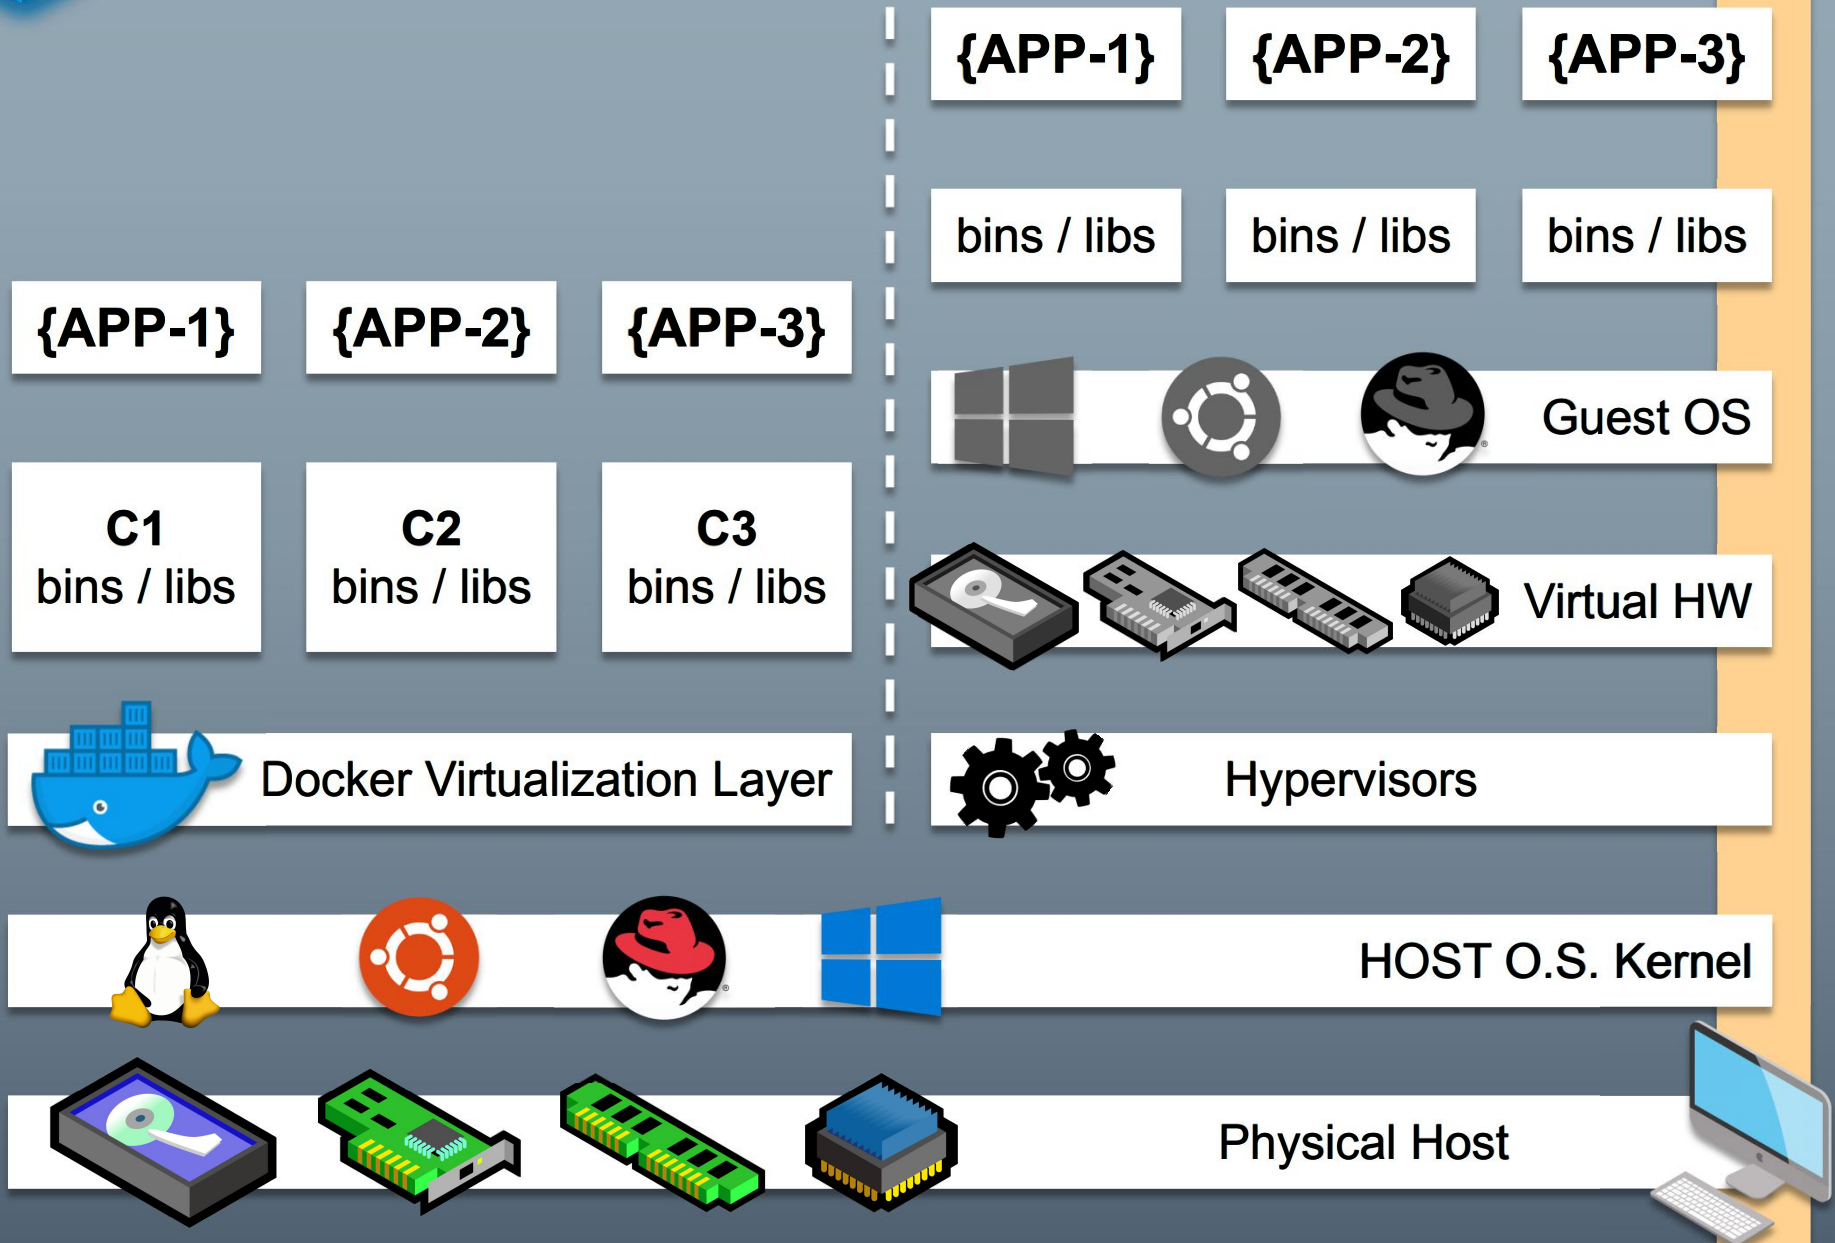 {APP-1} {APP-2} {APP-3}
bins / libs bins / libs bins / libs
{APP-1} {APP-2} {APP-3}
Guest OS
C1 C2 C3
bins / libs bins / libs bins / libs
Virtual HW
Docker Virtualization Layer
Hypervisors
HOST O.S. Kernel
Physical Host